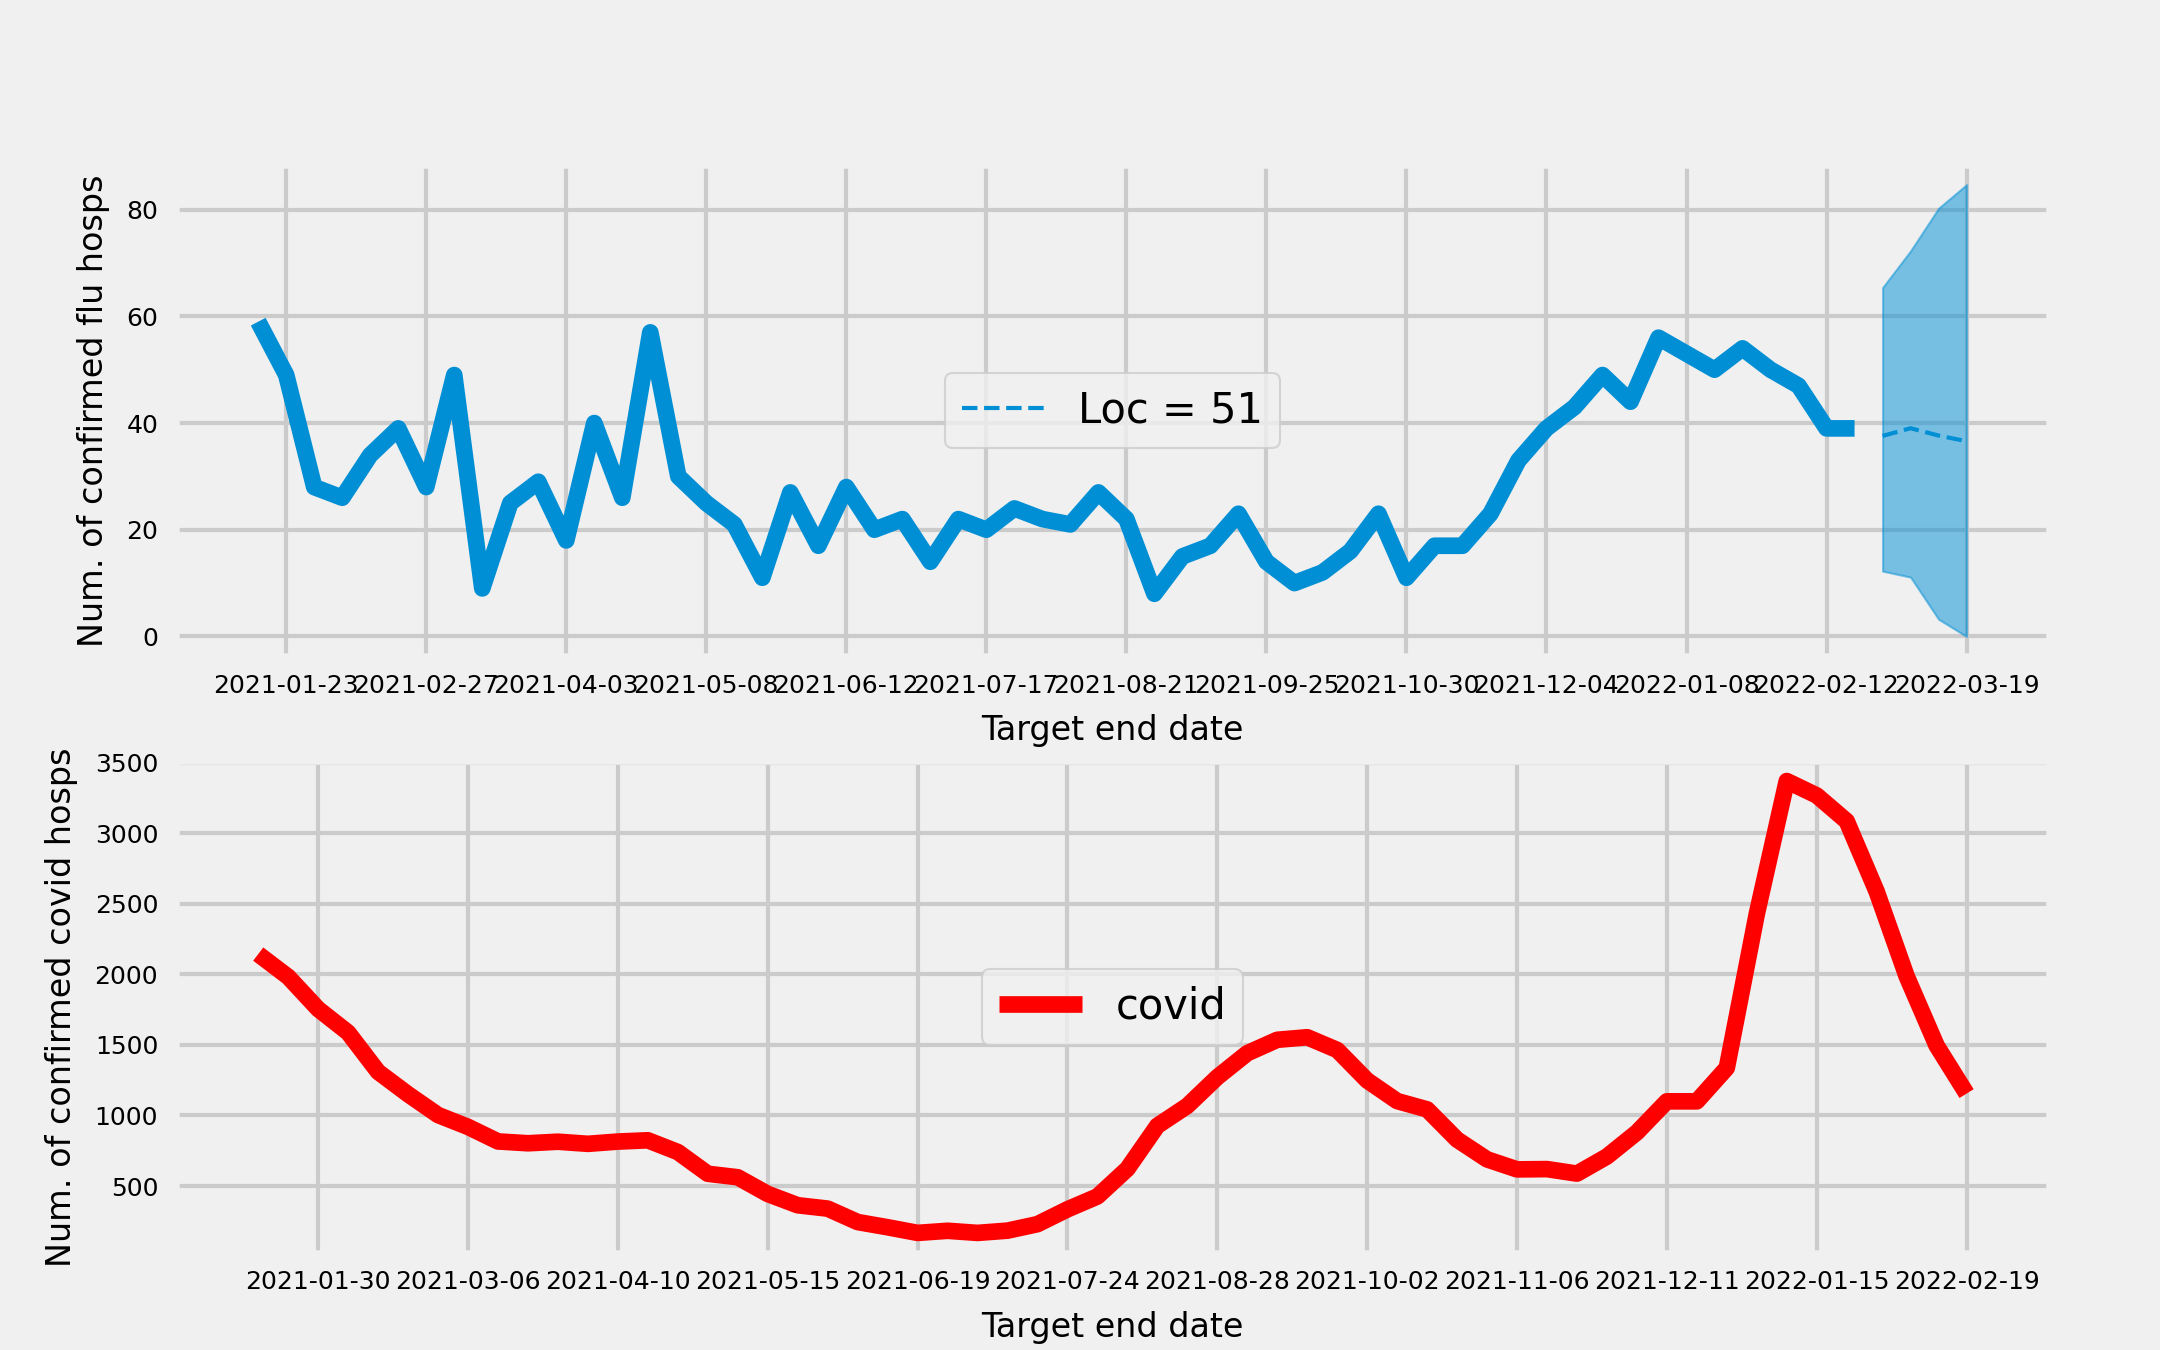 Num. of confirmed flu hosps
80
60
40
20
0
Loc = 51
2021-01-23 2021-02-27 2021-04-03 2021-05-08 2021-06-12 2021-07-17 2021-08-21 2021-09-25 2021-10-30 2021-12-04 2022-01-08 2022-02-12 2022-03-19
Target end date
Num. of confirmed covid hosps
3500
3000
2500
2000
1500
1000
500
covid
2021-01-30 2021-03-06 2021-04-10 2021-05-15 2021-06-19 2021-07-24 2021-08-28 2021-10-02 2021-11-06 2021-12-11 2022-01-15 2022-02-19
Target end date